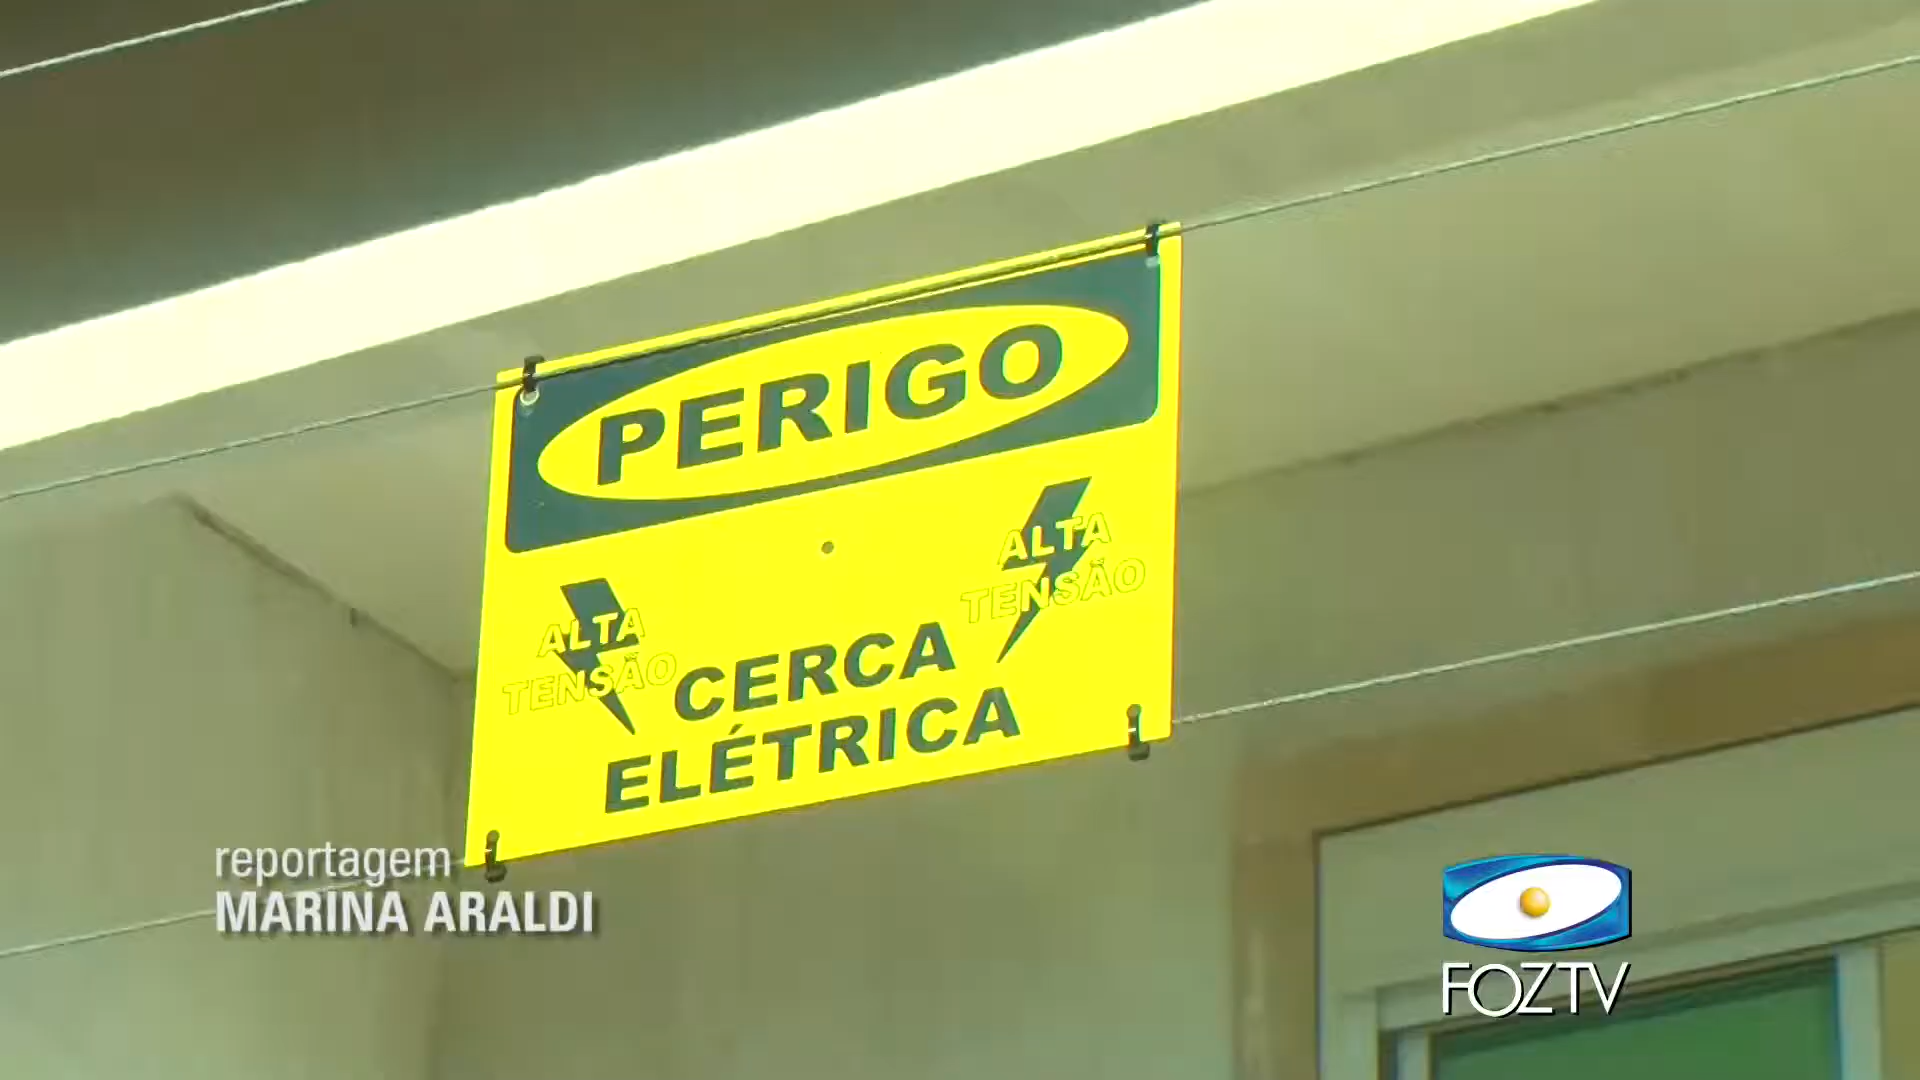 PERIGO
ALTA
TENSÃO
ALTA
TENSÃO
CERCA
ELÉTRICA
reportagem
MARINA ARALDI
FOZTV